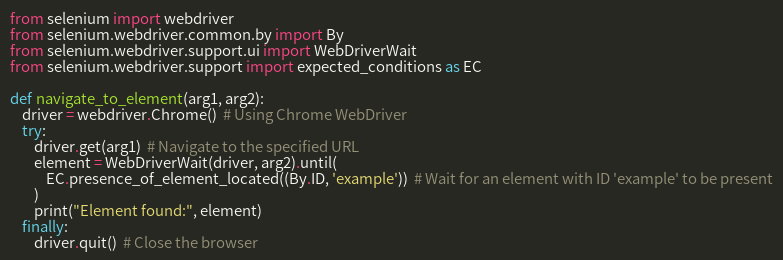 from selenium import webdriver
from selenium.webdriver.common.by import By
from selenium.webdriver.support.ui import WebDriverWait
from selenium.webdriver.support import expected_conditions as EC

def navigate_to_element(arg1, arg2):
    driver = webdriver.Chrome()  # Using Chrome WebDriver
    try:
        driver.get(arg1)  # Navigate to the specified URL
        element = WebDriverWait(driver, arg2).until(
            EC.presence_of_element_located((By.ID, 'example'))  # Wait for an element with ID 'example' to be present
        )
        print("Element found:", element)
    finally:
        driver.quit()  # Close the browser